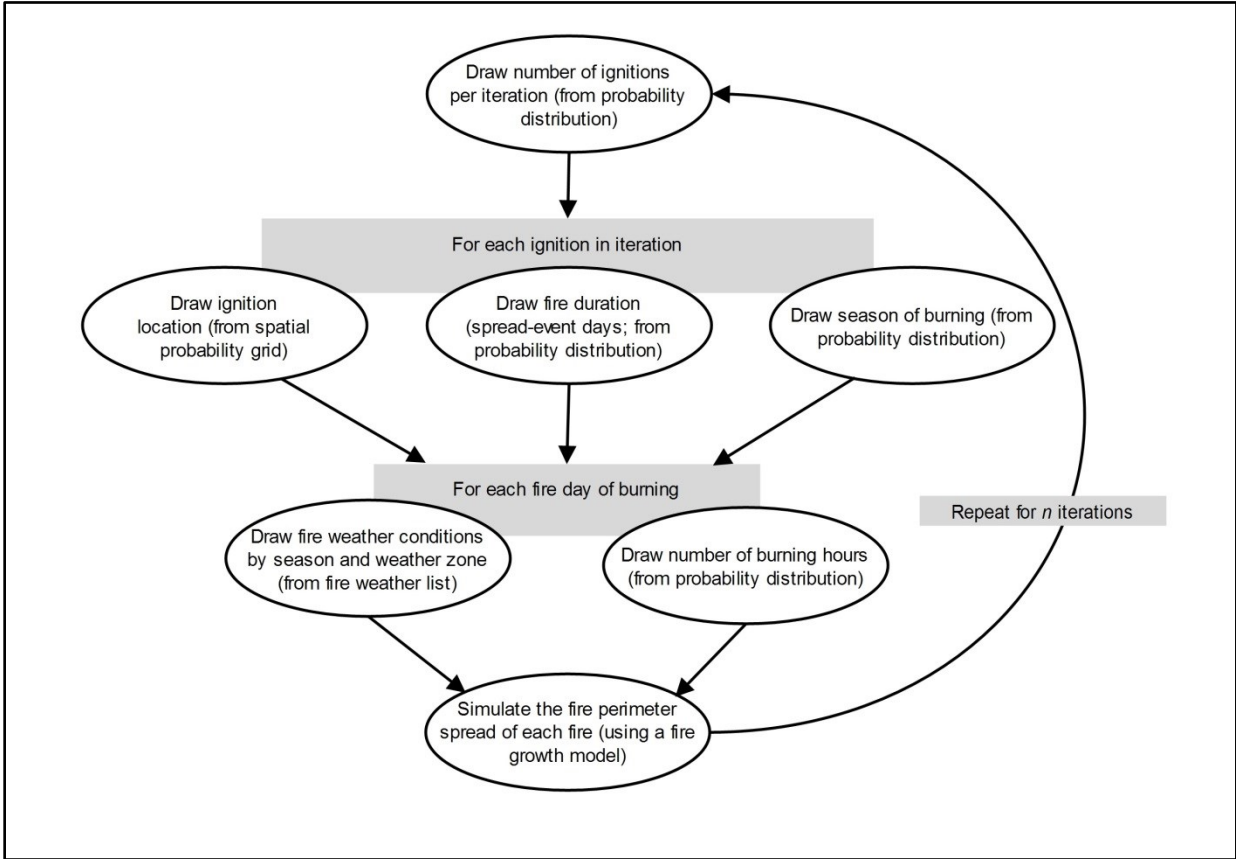 Draw number of ignitions
per iteration (from probability
distribution)
For each ignition in iteration
Draw ignition
location (from spatial
probability grid)
Draw fire duration
(spread-event days; from
probability distribution)
Draw season of burning (from
probability distribution)
For each fire day of burning
Draw fire weather conditions
by season and weather zone
(from fire weather list)
Draw number of burning hours
(from probability distribution)
Repeat for n iterations
Simulate the fire perimeter
spread of each fire (using a fire
growth model)